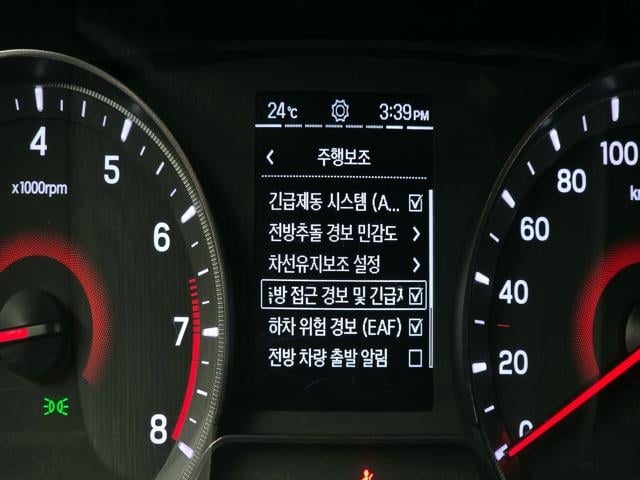 24℃ 3:39PM
< 주행보조
긴급제동 시스템 (A...
전방추돌 경보 민감도 >
차선유지보조 설정 >
방 접근 경보 및 긴급
하차 위험 경보 (EAF)
전방 차량 출발 알림
4
5
6
7
8
x1000rpm
100
80
60
40
20
0